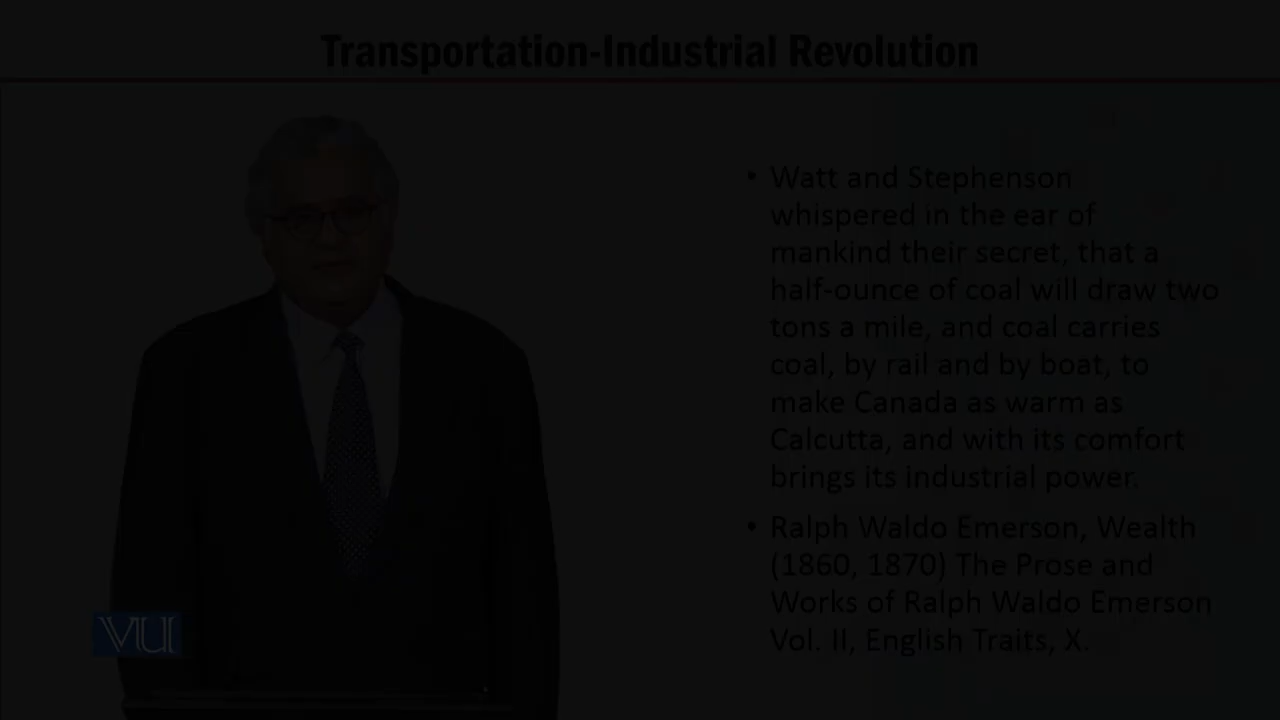 Transportation-Industrial Revolution
• Watt and Stephenson
whispered in the ear of
mankind their secret, that a
half-ounce of coal will draw two
tons a mile, and coal carries
coal, by rail and by boat, to
make Canada as warm as
Calcutta, and with its comfort
brings its industrial power.
• Ralph Waldo Emerson, Wealth
(1860, 1870) The Prose and
Works of Ralph Waldo Emerson
Vol. II, English Traits, X.
VU